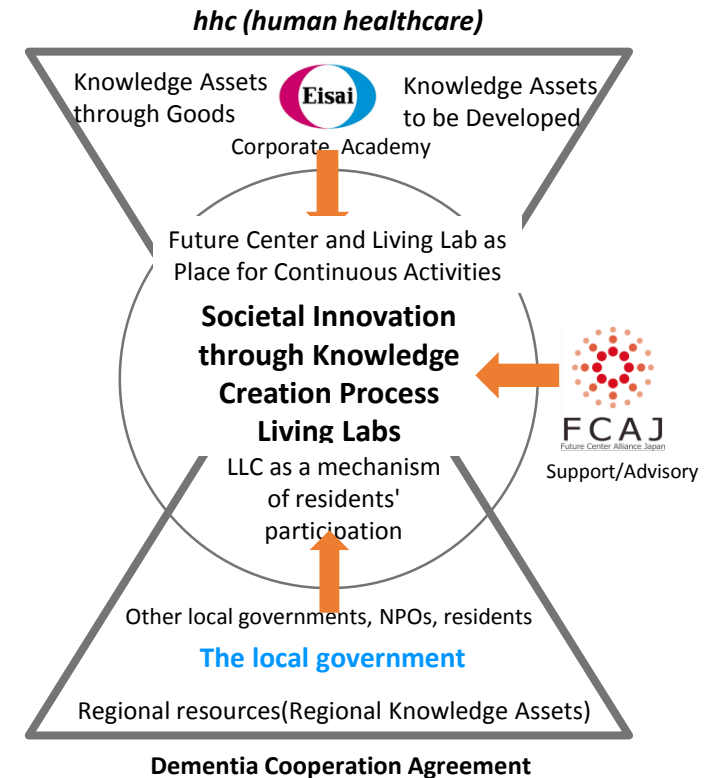 hhc (human healthcare)
Knowledge Assets
through Goods
Eisai
Knowledge Assets
to be Developed
Corporate Academy
Future Center and Living Lab as
Place for Continuous Activities
Societal Innovation
through Knowledge
Creation Process
Living Labs
FCAJ
Future Center Alliance Japan
Support/Advisory
LLC as a mechanism
of residents'
participation
Other local governments, NPOs, residents
The local government
Regional resources(Regional Knowledge Assets)
Dementia Cooperation Agreement